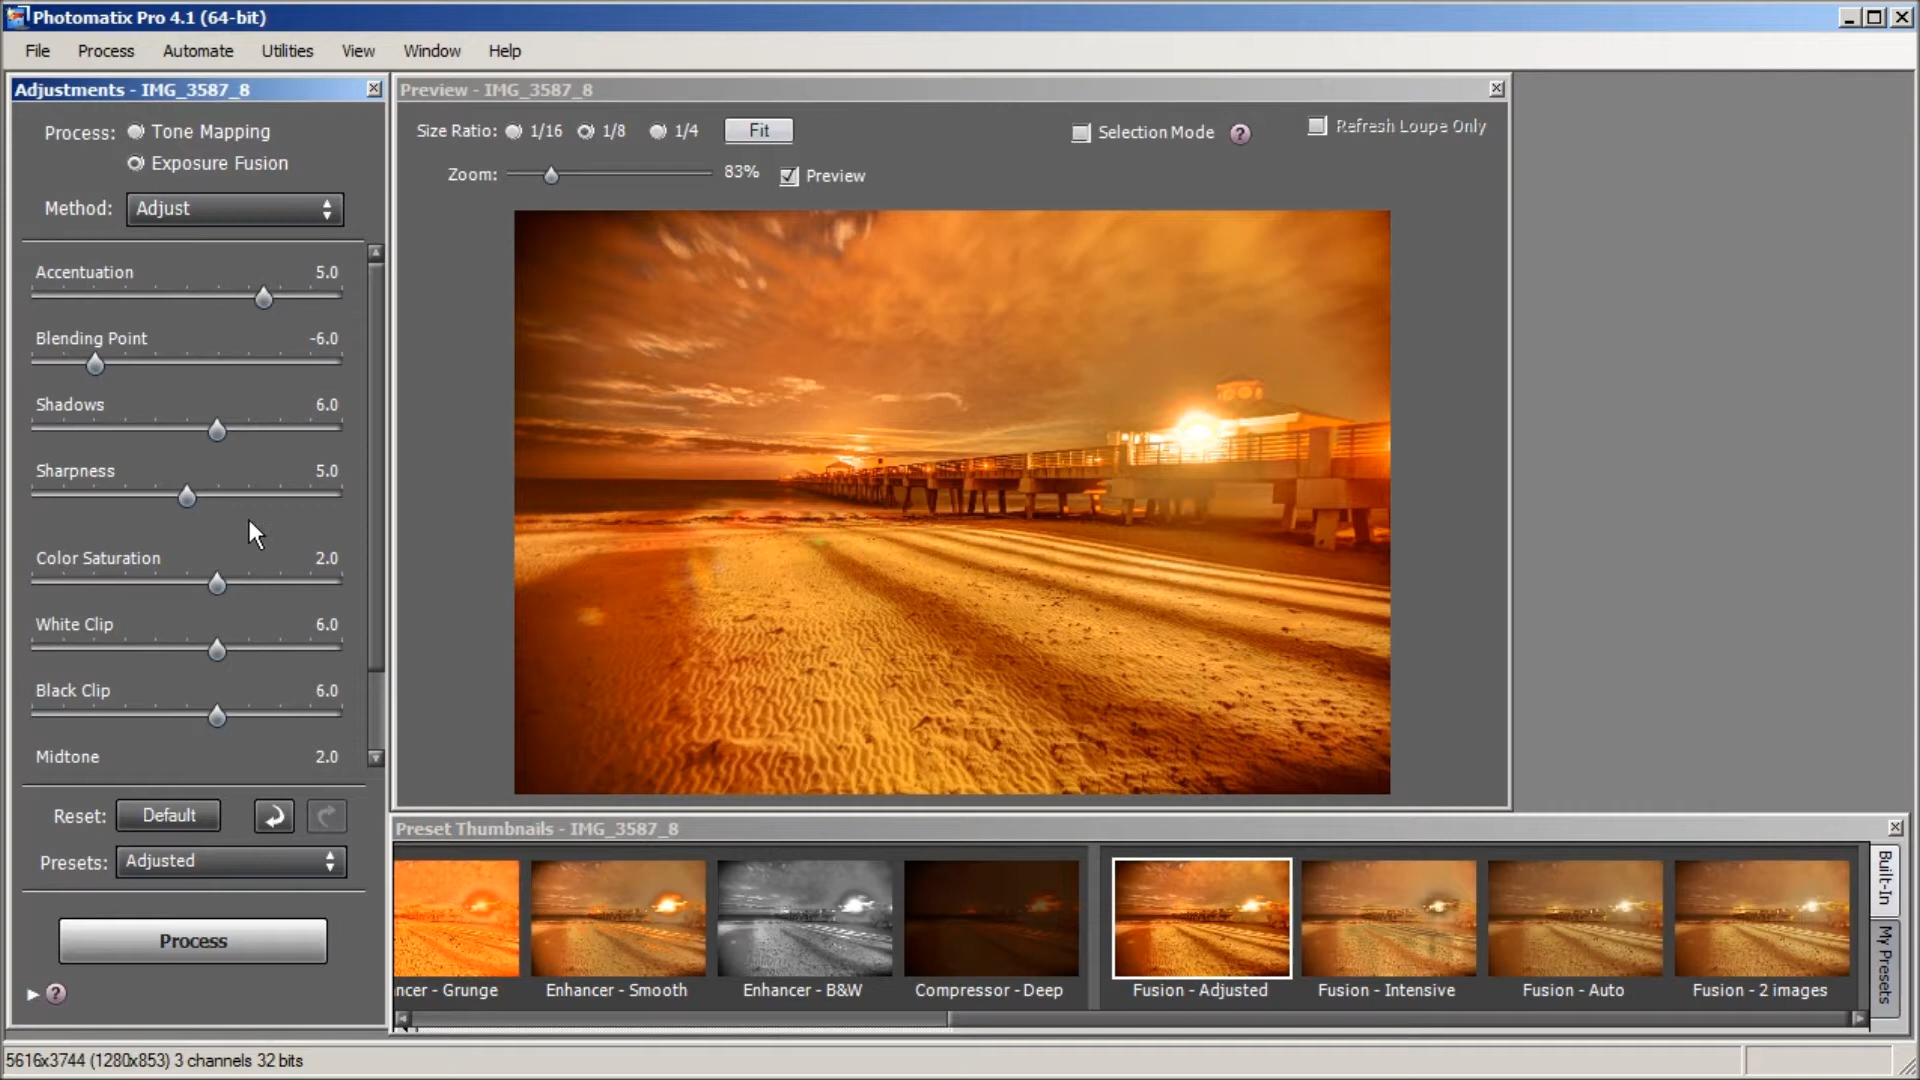 Photomatix Pro 4.1 (64-bit)
File Process Automate Utilities View Window Help
Adjustments - IMG_3587_8
Process: Tone Mapping
Exposure Fusion
Method: Adjust
Accentuation 5.0
Blending Point -6.0
Shadows 6.0
Sharpness 5.0
Color Saturation 2.0
White Clip 6.0
Black Clip 6.0
Midtone 2.0
Reset: Default
Presets: Adjusted
Process
?
Preview - IMG_3587_8
Size Ratio: 1/16 1/8 1/4 Fit
Selection Mode ? Refresh Loupe Only
Zoom: 83% Preview
Preset Thumbnails - IMG_3587_8
ncer - Grunge Enhancer - Smooth Enhancer - B&W Compressor - Deep Fusion - Adjusted Fusion - Intensive Fusion - Auto Fusion - 2 images
Built-In
My Presets
5616x3744 (1280x853) 3 channels 32 bits